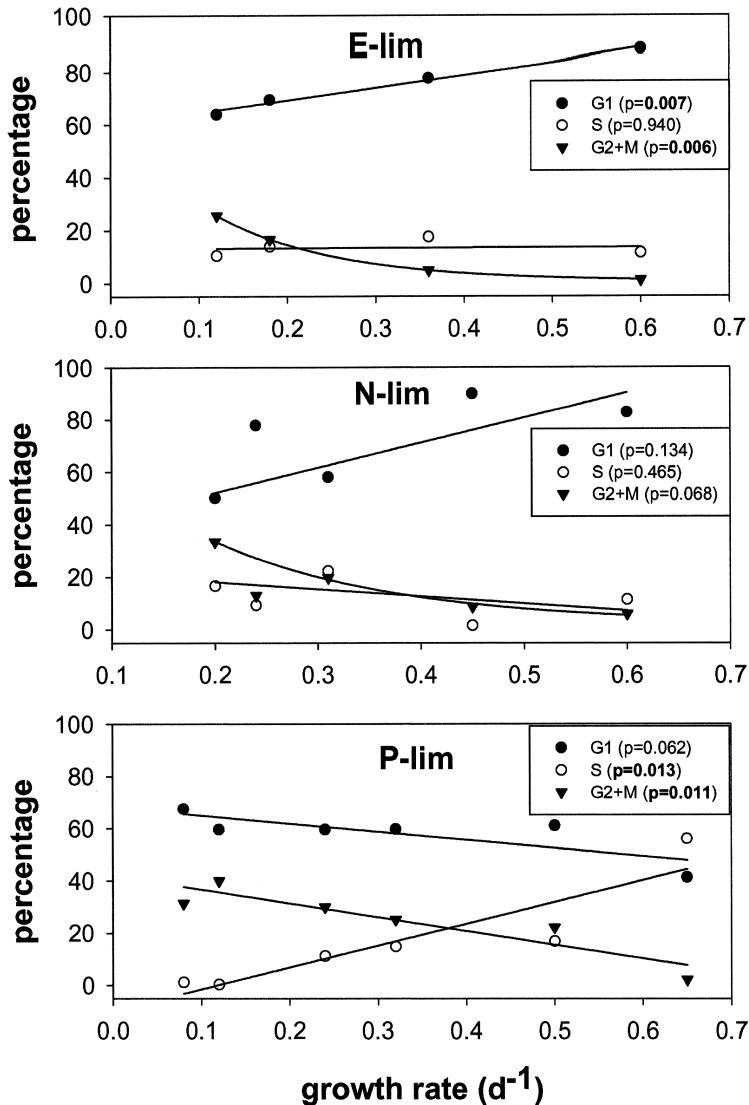 E-lim
percentage
100
80
60
40
20
0
G1 (p=0.007)
S (p=0.940)
G2+M (p=0.006)
0.0 0.1 0.2 0.3 0.4 0.5 0.6 0.7
N-lim
100
80
60
40
20
0
G1 (p=0.134)
S (p=0.465)
G2+M (p=0.068)
0.1 0.2 0.3 0.4 0.5 0.6 0.7
P-lim
percentage
100
80
60
40
20
0
G1 (p=0.062)
S (p=0.013)
G2+M (p=0.011)
0.0 0.1 0.2 0.3 0.4 0.5 0.6 0.7
growth rate (d⁻¹)